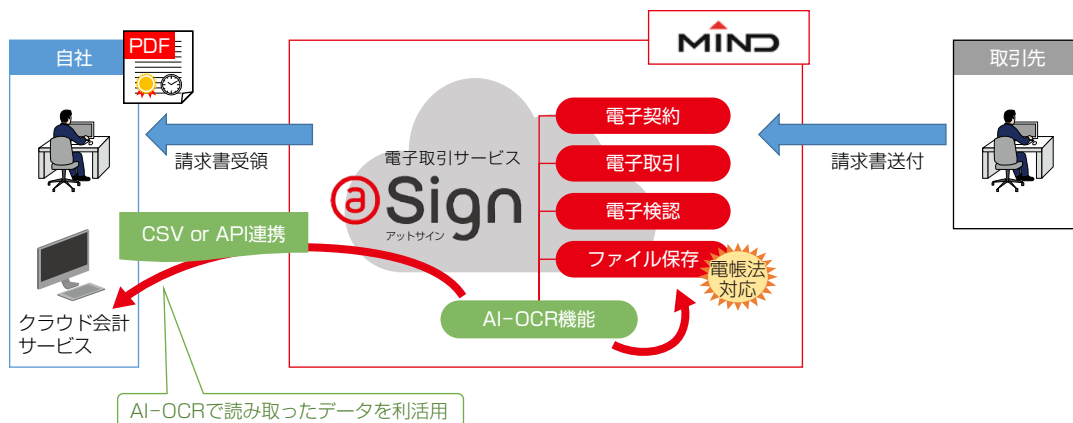 自社
PDF
請求書受領
CSV or API連携
クラウド会計
サービス
AI-OCRで読み取ったデータを利活用
MIND
電子取引サービス
@Sign
アットサイン
電子契約
電子取引
電子検認
ファイル保存
電帳法
対応
AI-OCR機能
取引先
請求書送付